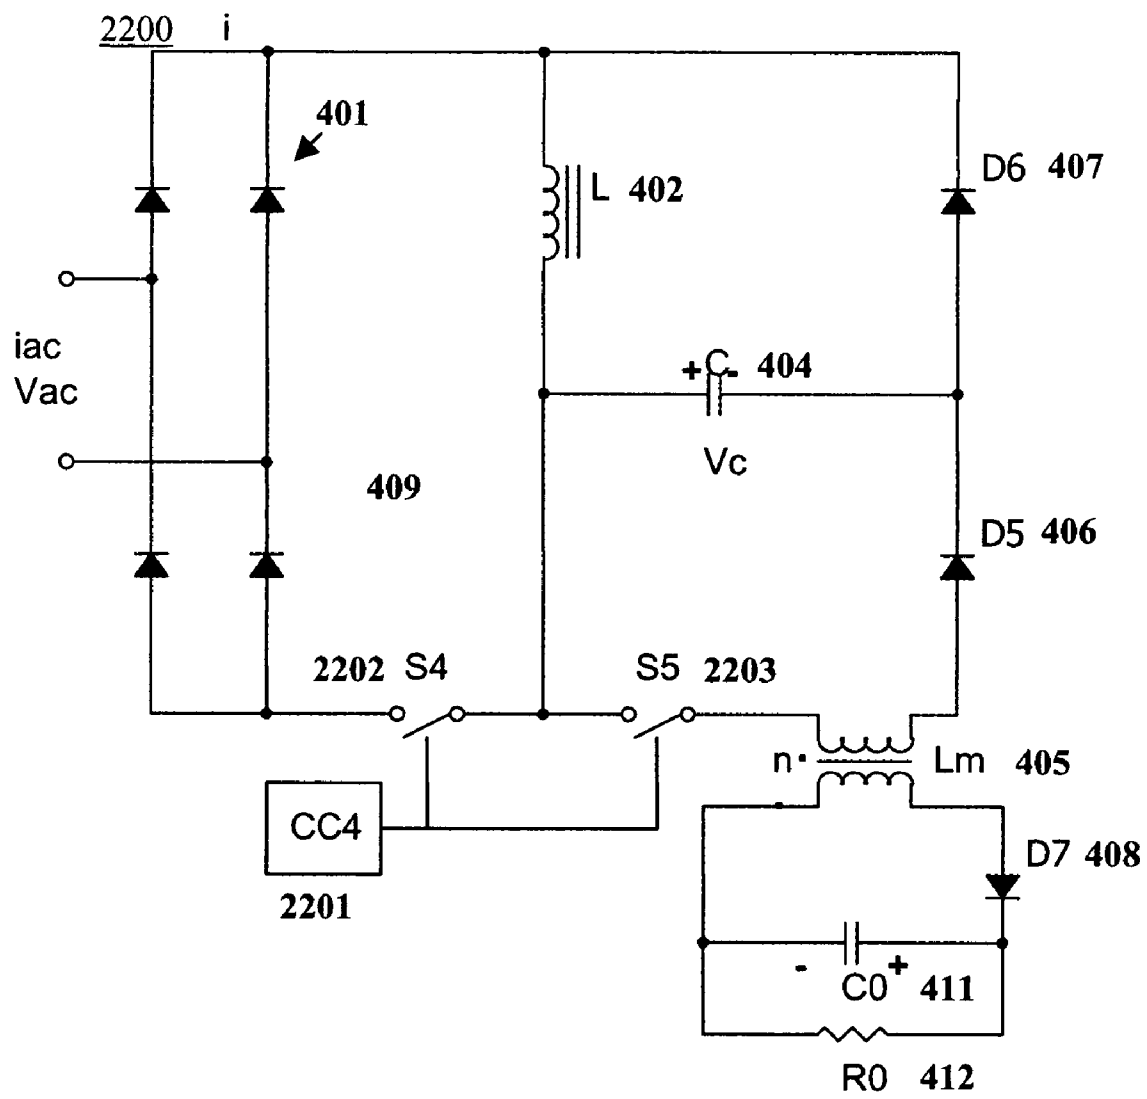 2200 i
401
D6 407
L 402
+ C - 404
iac
Vac
Vc
409
D5 406
2202 S4
S5 2203
n· Lm 405
CC4
D7 408
2201
- +
C0 411
R0 412